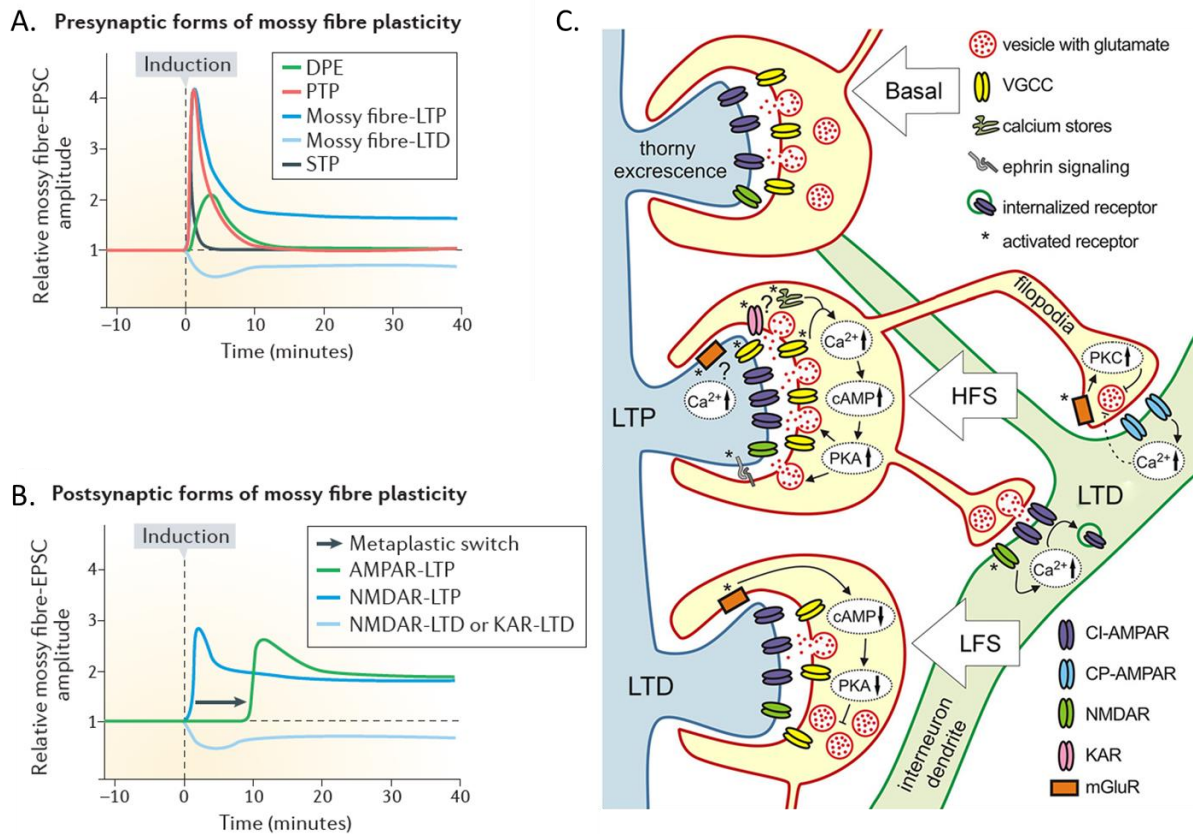 A. Presynaptic forms of mossy fibre plasticity
Induction
DPE
PTP
Mossy fibre-LTP
Mossy fibre-LTD
STP
Relative mossy fibre-EPSC
amplitude
4
3
2
1
–10
0
10
20
30
40
Time (minutes)
B. Postsynaptic forms of mossy fibre plasticity
Induction
Metaplastic switch
AMPAR-LTP
NMDAR-LTP
NMDAR-LTD or KAR-LTD
Relative mossy fibre-EPSC
amplitude
4
3
2
1
–10
0
10
20
30
40
Time (minutes)
C.
vesicle with glutamate
VGCC
calcium stores
ephrin signaling
internalized receptor
* activated receptor
Basal
thorny
excrescence
filopodia
* ?
*
*
*
* ?
Ca²⁺
Ca²⁺
cAMP
PKA
*
LTP
HFS
PKC
*
Ca²⁺
LTD
*
Ca²⁺
*
cAMP
PKA
LTD
LFS
interneuron
dendrite
CI-AMPAR
CP-AMPAR
NMDAR
KAR
mGluR